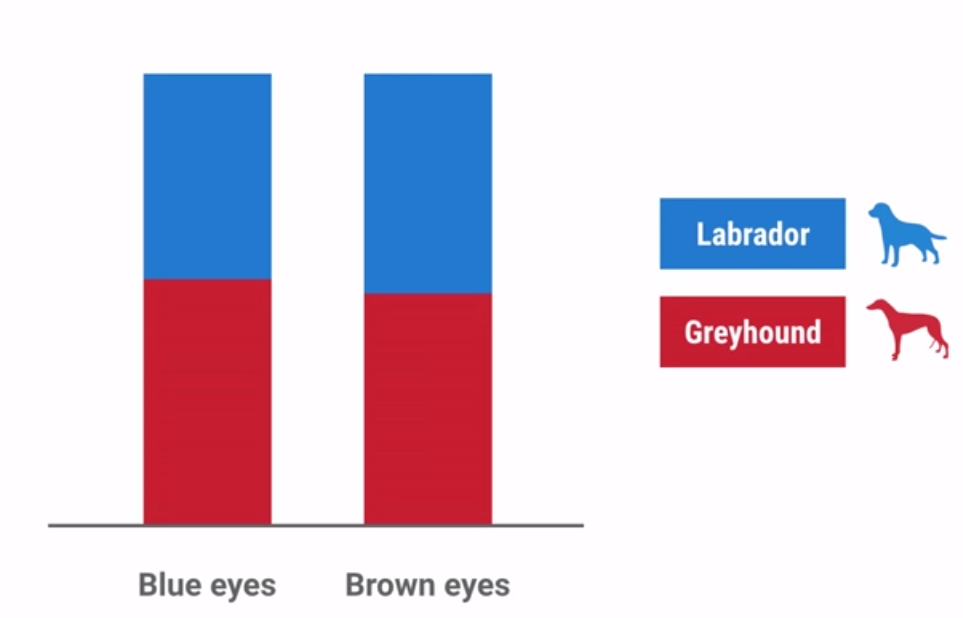 Labrador
Greyhound
Blue eyes
Brown eyes